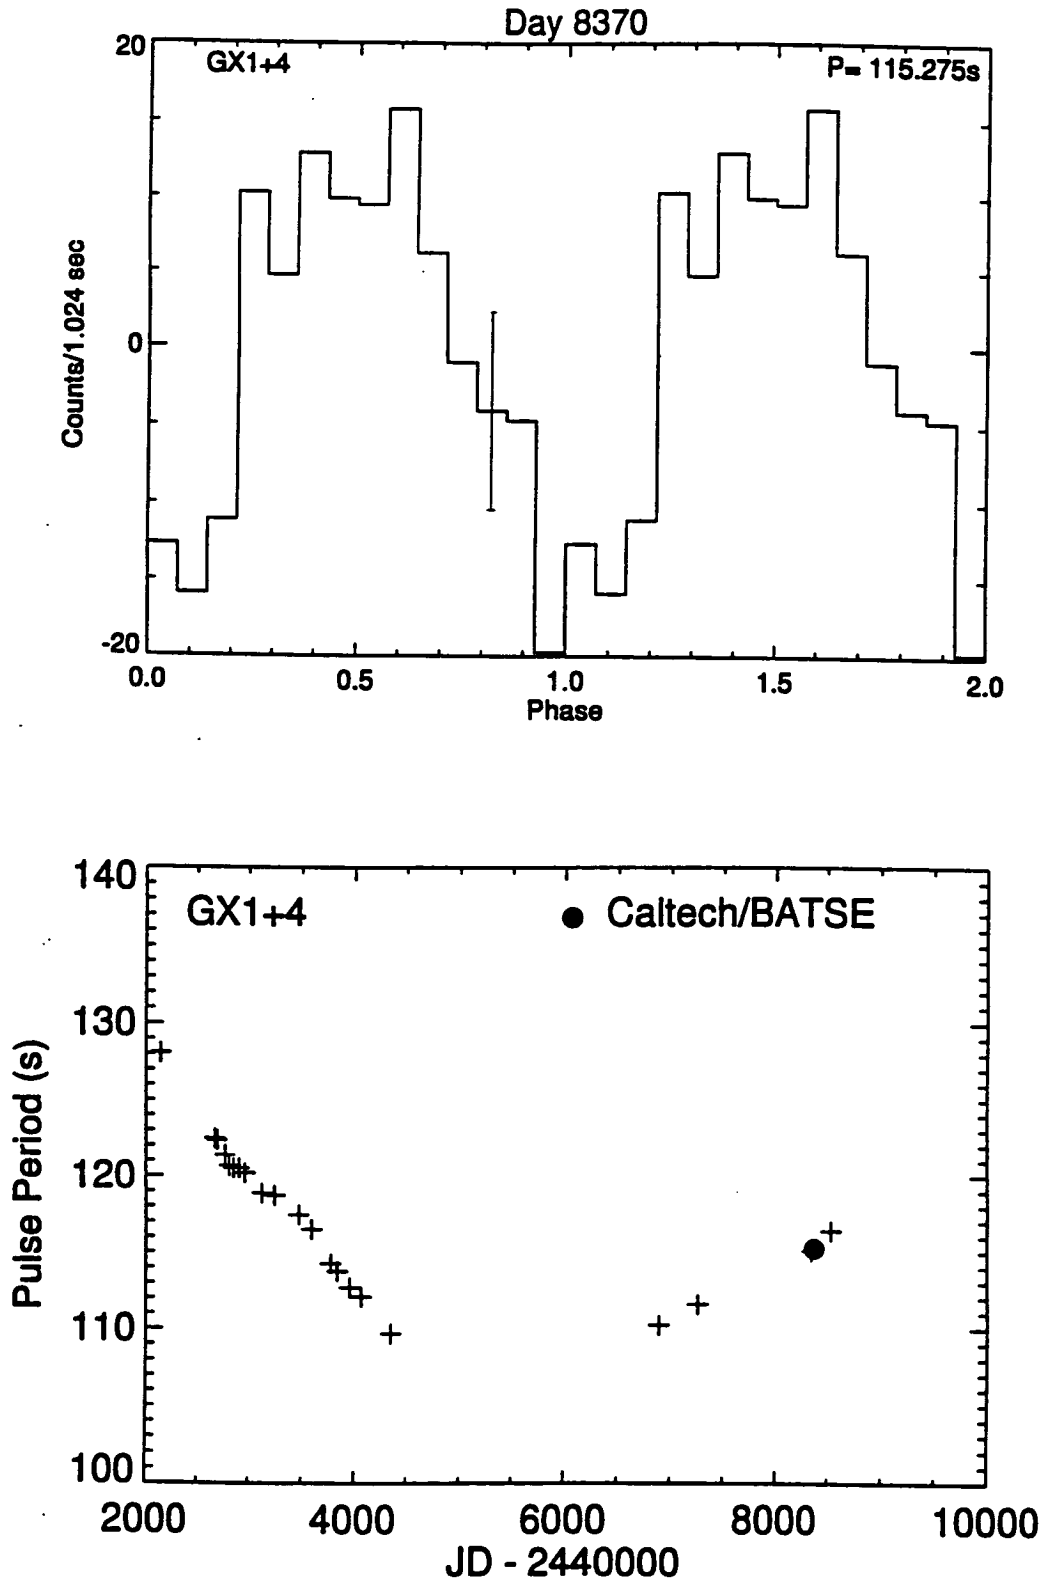 Day 8370
GX1+4
P= 115.275s
20
0
-20
Counts/1.024 sec
0.0 0.5 1.0 1.5 2.0
Phase
GX1+4
Caltech/BATSE
140
130
120
110
100
Pulse Period (s)
2000 4000 6000 8000 10000
JD - 2440000